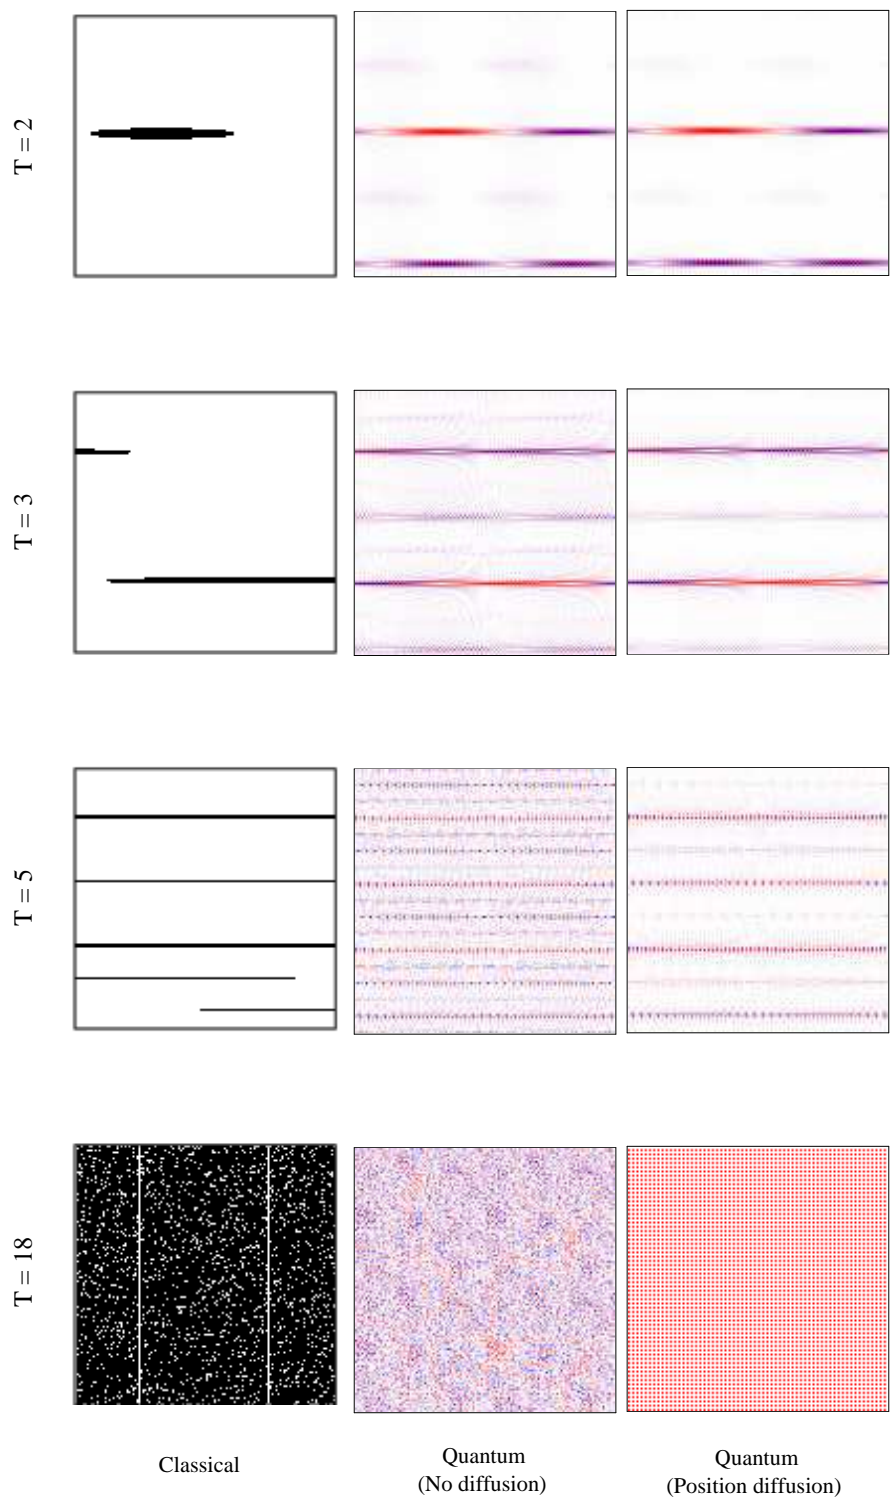 T = 2
T = 3
T = 5
T = 18
Classical
Quantum
(No diffusion)
Quantum
(Position diffusion)